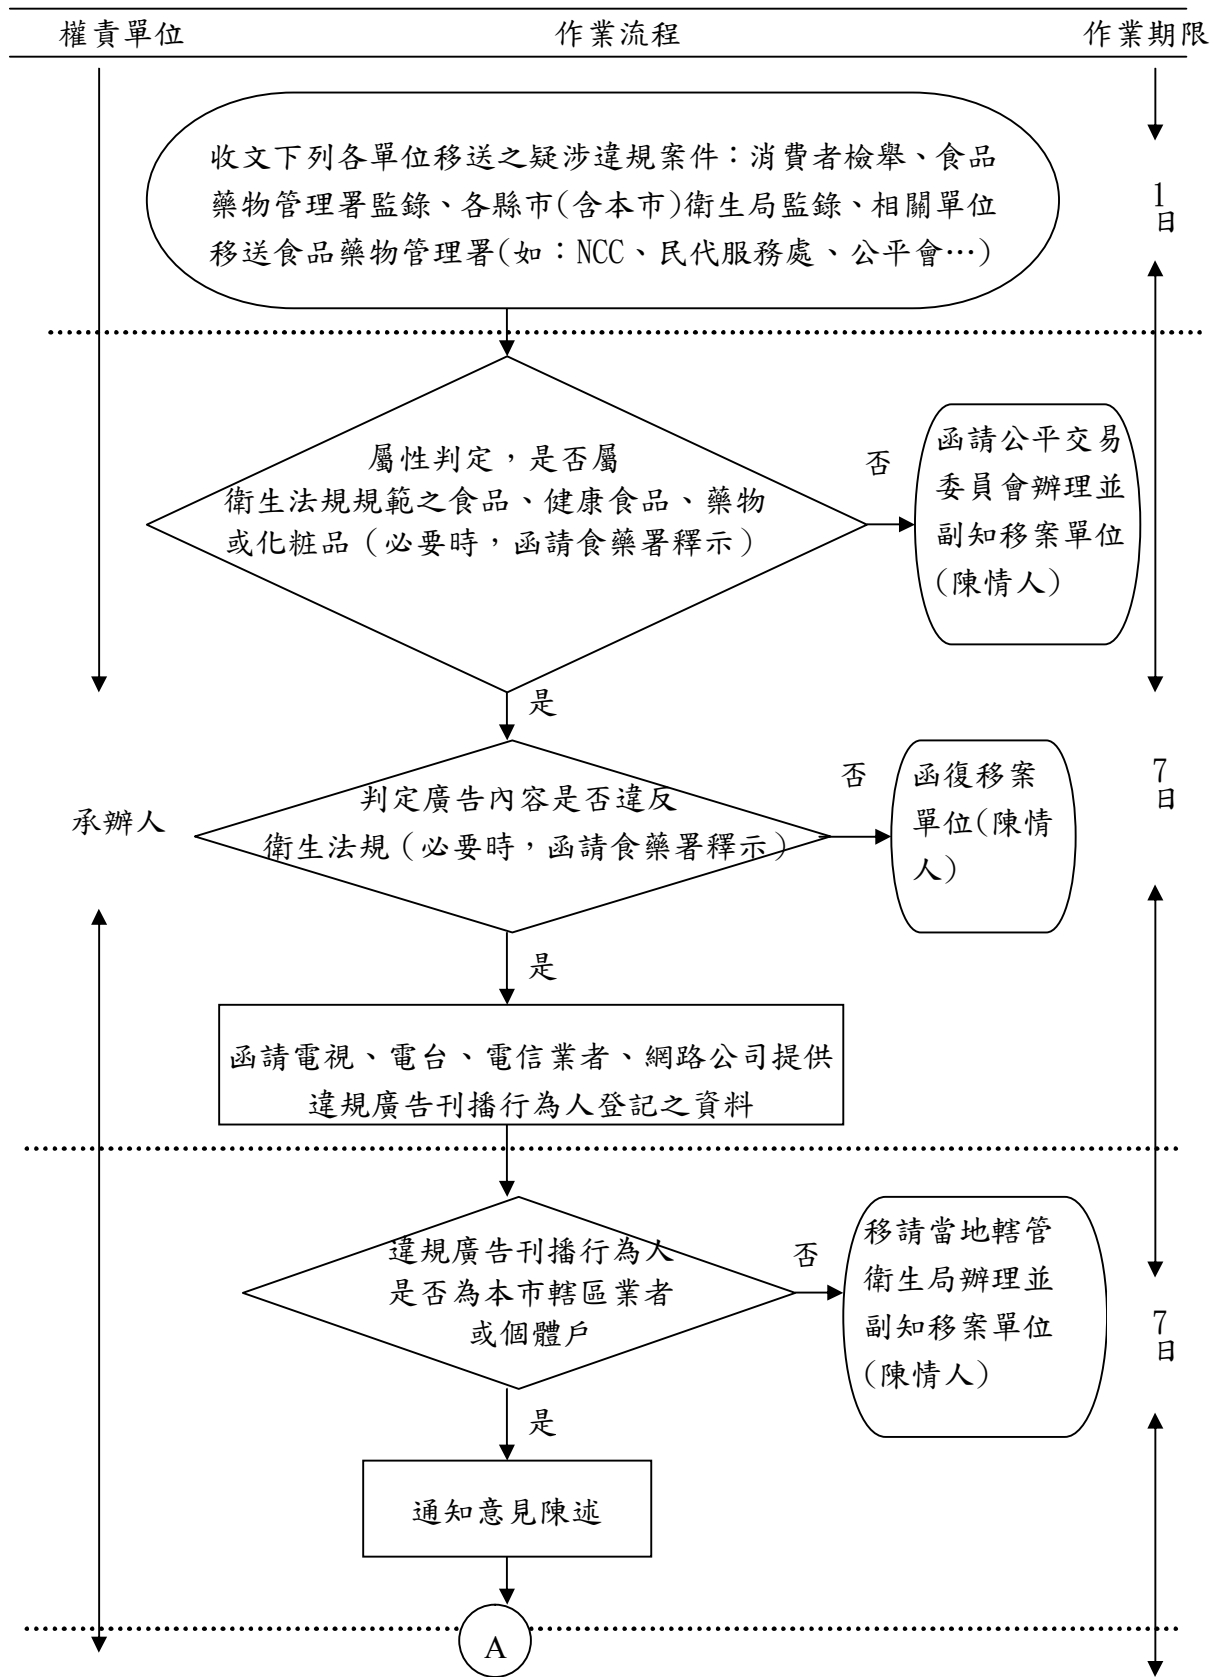 權責單位 作業流程 作業期限
收文下列各單位移送之疑涉違規案件：消費者檢舉、食品
藥物管理署監錄、各縣市(含本市)衛生局監錄、相關單位
移送食品藥物管理署(如：NCC、民代服務處、公平會…)
1日
屬性判定，是否屬
衛生法規規範之食品、健康食品、藥物
或化粧品（必要時，函請食藥署釋示）
否
函請公平交易
委員會辦理並
副知移案單位
(陳情人)
是
承辦人
判定廣告內容是否違反
衛生法規（必要時，函請食藥署釋示）
否
函復移案
單位(陳情
人)
7日
是
函請電視、電台、電信業者、網路公司提供
違規廣告刊播行為人登記之資料
違規廣告刊播行為人
是否為本市轄區業者
或個體戶
否
移請當地轄管
衛生局辦理並
副知移案單位
(陳情人)
7日
是
通知意見陳述
A